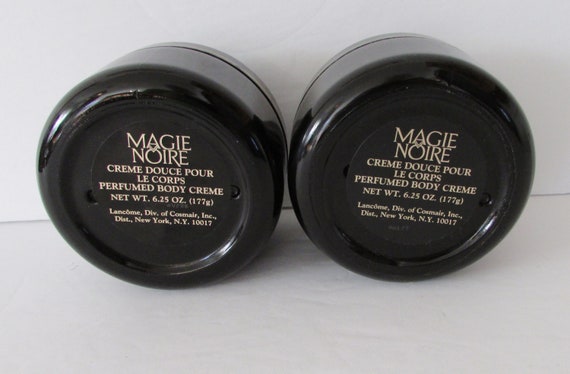 MAGIE
NOIRE
CREME DOUCE POUR
LE CORPS
PERFUMED BODY CREME
NET WT. 6.25 OZ. (177g)
Lancôme, Div. of Cosmair, Inc.,
Dist., New York, N.Y. 10017
MAGIE
NOIRE
CREME DOUCE POUR
LE CORPS
PERFUMED BODY CREME
NET WT. 6.25 OZ. (177g)
Lancôme, Div. of Cosmair, Inc.,
Dist., New York, N.Y. 10017